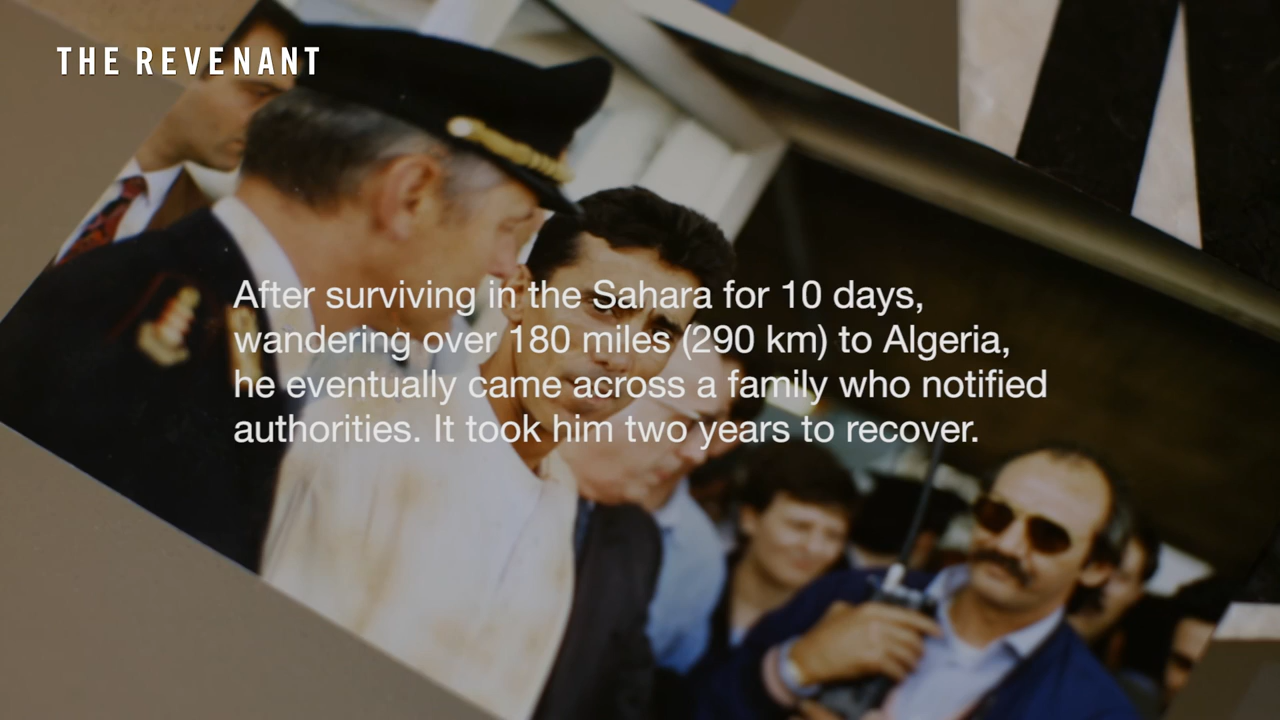 THE REVENANT
After surviving in the Sahara for 10 days,
wandering over 180 miles (290 km) to Algeria,
he eventually came across a family who notified
authorities. It took him two years to recover.